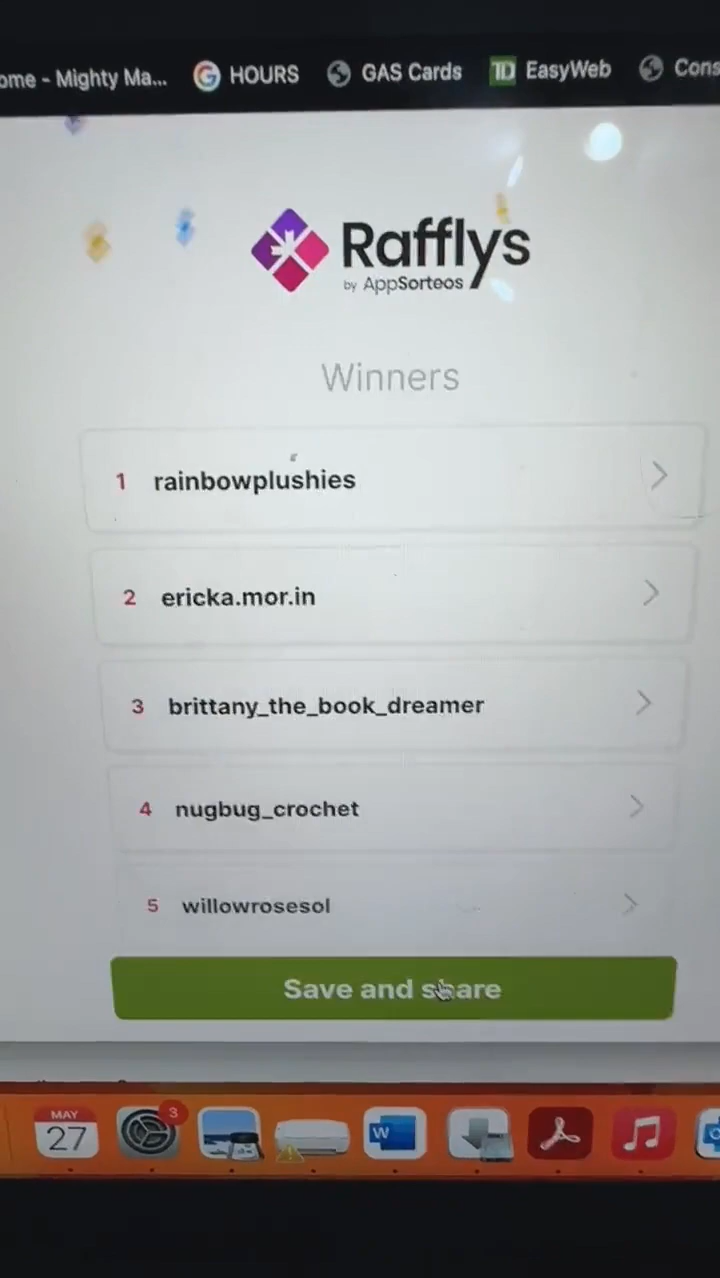 ome - Mighty Ma... HOURS GAS Cards TD EasyWeb Cons
Rafflys
by AppSorteos
Winners
1 rainbowplushies
2 ericka.mor.in
3 brittany_the_book_dreamer
4 nugbug_crochet
5 willowrosesol
Save and share
MAY
27
3
W